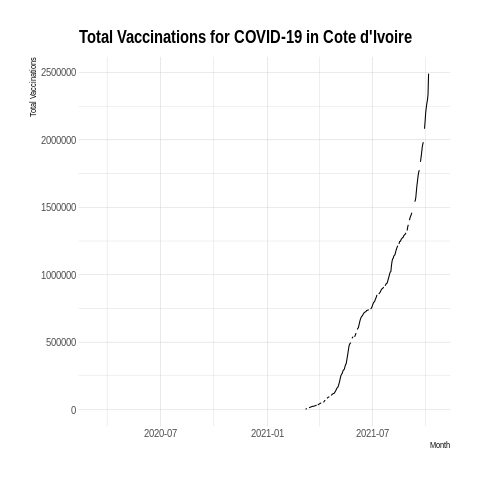 Total Vaccinations for COVID-19 in Cote d'Ivoire
Total Vaccinations
2500000
2000000
1500000
1000000
500000
0
2020-07 2021-01 2021-07
Month